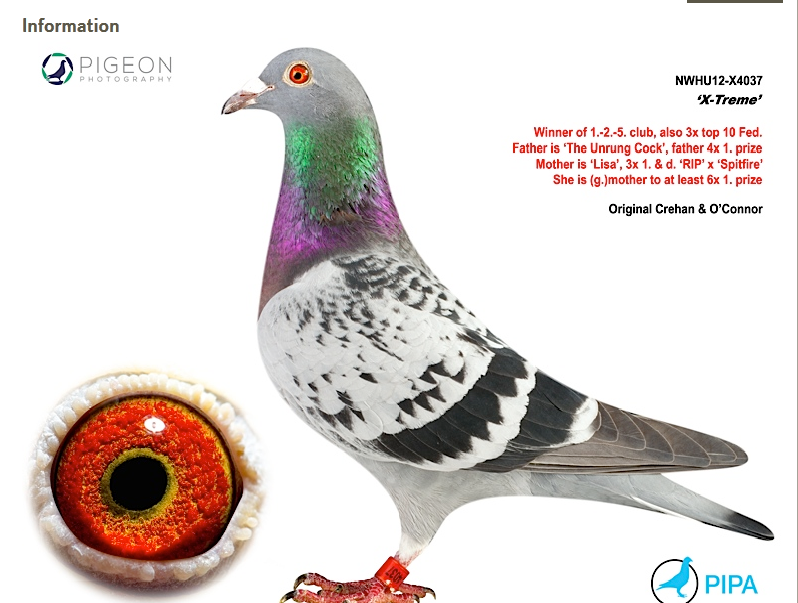 Information
PIGEON
PHOTOGRAPHY
NWHU12-X4037
'X-Treme'
Winner of 1.-2.-5. club, also 3x top 10 Fed.
Father is 'The Unrung Cock', father 4x 1. prize
Mother is 'Lisa', 3x 1. & d. 'RIP' x 'Spitfire'
She is (g.)mother to at least 6x 1. prize
Original Crehan & O'Connor
PIPA